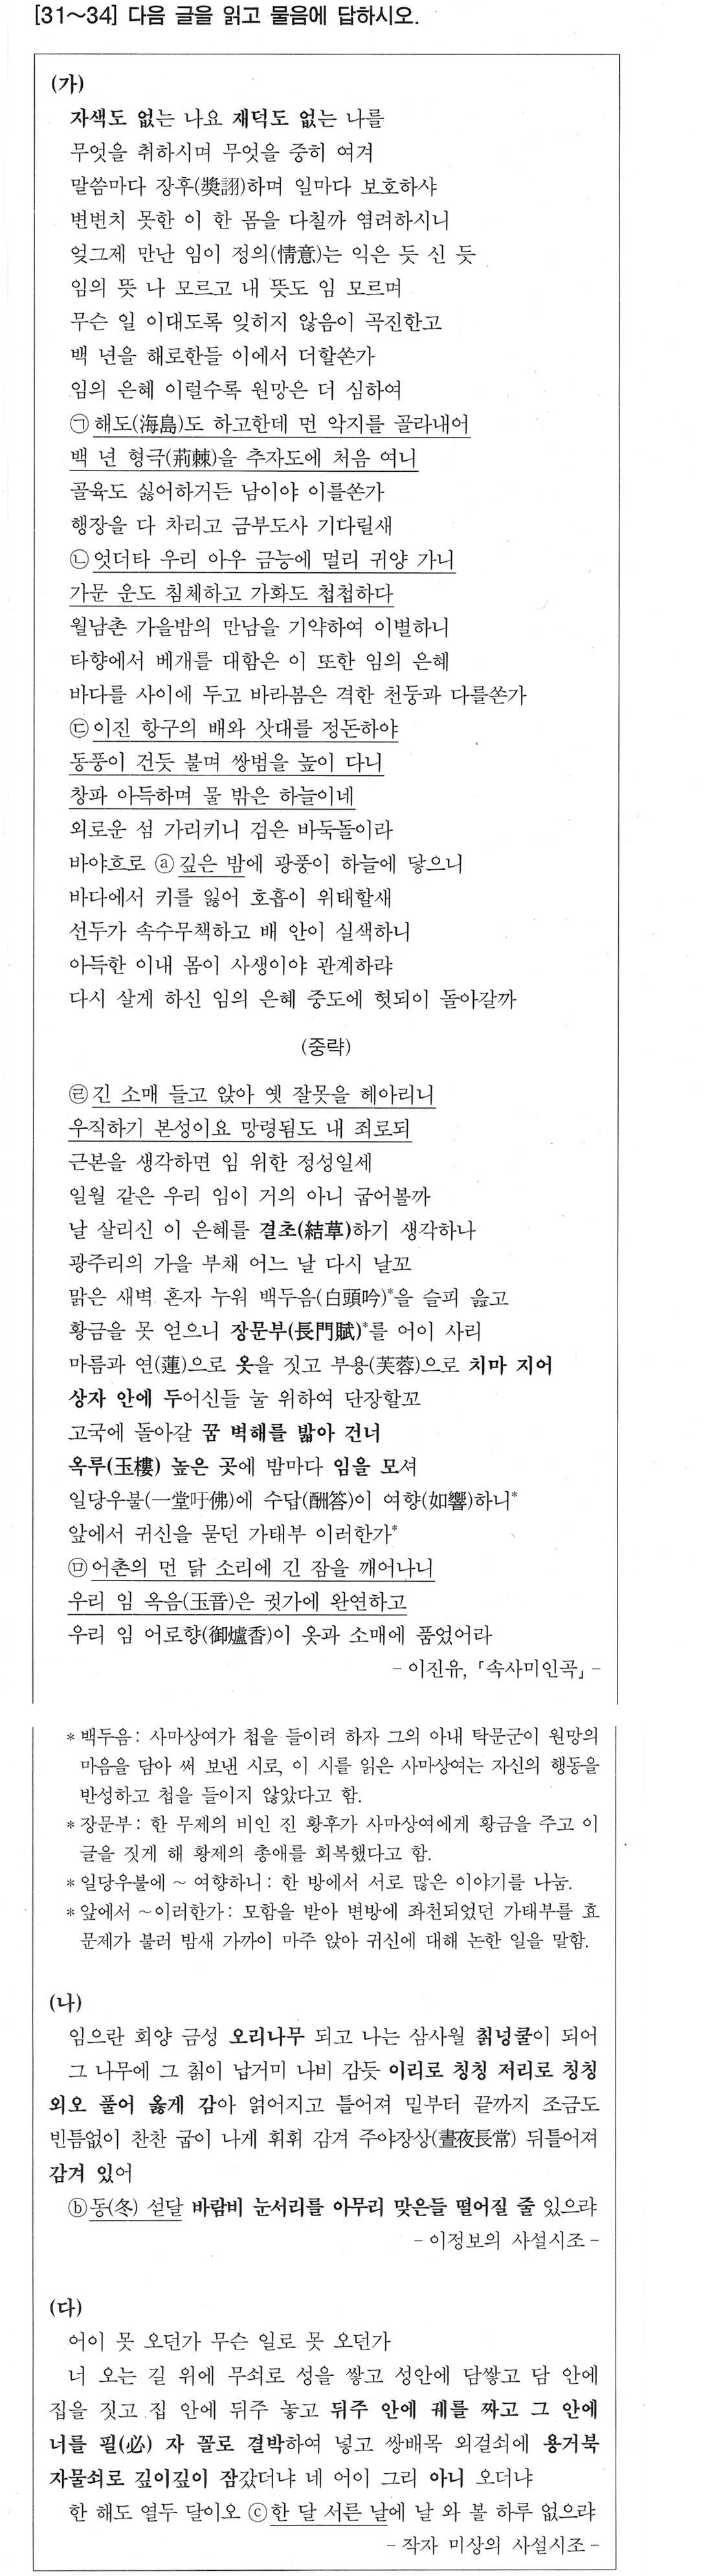 [31~34] 다음 글을 읽고 물음에 답하시오.
(가)
자색도 없는 나요 재덕도 없는 나를
무엇을 취하시며 무엇을 중히 여겨
말씀마다 장후(奬詡)하며 일마다 보호하샤
변변치 못한 이 한 몸을 다칠까 염려하시니
엊그제 만난 임이 정의(情意)는 익은 듯 신 듯
임의 뜻 나 모르고 내 뜻도 임 모르며
무슨 일 이대도록 잊히지 않음이 곡진한고
백 년을 해로한들 이에서 더할쏜가
임의 은혜 이럴수록 원망은 더 심하여
㉠ 해도(海島)도 하고한데 먼 악지를 골라내어
백 년 형극(荊棘)을 추자도에 처음 여니
골육도 싫어하거든 남이야 이를쏜가
행장을 다 차리고 금부도사 기다릴새
㉡ 엇더타 우리 아우 금능에 멀리 귀양 가니
가문 운도 침체하고 가화도 첩첩하다
월남촌 가을밤의 만남을 기약하여 이별하니
타향에서 베개를 대함은 이 또한 임의 은혜
바다를 사이에 두고 바라봄은 격한 천둥과 다를쏜가
㉢ 이진 항구의 배와 삿대를 정돈하야
동풍이 건듯 불며 쌍범을 높이 다니
창파 아득하며 물 밖은 하늘이네
외로운 섬 가리키니 검은 바둑돌이라
바야흐로 ⓐ 깊은 밤에 광풍이 하늘에 닿으니
바다에서 키를 잃어 호흡이 위태할새
선두가 속수무책하고 배 안이 실색하니
아득한 이내 몸이 사생이야 관계하랴
다시 살게 하신 임의 은혜 중도에 헛되이 돌아갈까
(중략)
㉣ 긴 소매 들고 앉아 옛 잘못을 헤아리니
우직하기 본성이요 망령됨도 내 죄로되
근본을 생각하면 임 위한 정성일세
일월 같은 우리 임이 거의 아니 굽어볼까
날 살리신 이 은혜를 결초(結草)하기 생각하나
광주리의 가을 부채 어느 날 다시 날꼬
맑은 새벽 혼자 누워 백두음(白頭吟)*을 슬피 읊고
황금을 못 얻으니 장문부(長門賦)*를 어이 사리
마름과 연(蓮)으로 옷을 짓고 부용(芙蓉)으로 치마 지어
상자 안에 두어신들 눌 위하여 단장할꼬
고국에 돌아갈 꿈 벽해를 밟아 건너
옥루(玉樓) 높은 곳에 밤마다 임을 모셔
일당우불(一堂吁佛)에 수답(酬答)이 여향(如響)하니*
앞에서 귀신을 묻던 가태부 이러한가*
㉤ 어촌의 먼 닭 소리에 긴 잠을 깨어나니
우리 임 옥음(玉音)은 귓가에 완연하고
우리 임 어로향(御爐香)이 옷과 소매에 품었어라
- 이진유, 「속사미인곡」 -
* 백두음 : 사마상여가 첩을 들이려 하자 그의 아내 탁문군이 원망의
마음을 담아 써 보낸 시로, 이 시를 읽은 사마상여는 자신의 행동을
반성하고 첩을 들이지 않았다고 함.
* 장문부 : 한 무제의 비인 진 황후가 사마상여에게 황금을 주고 이
글을 짓게 해 황제의 총애를 회복했다고 함.
* 일당우불에 ~ 여향하니 : 한 방에서 서로 많은 이야기를 나눔.
* 앞에서 ~ 이러한가 : 모함을 받아 변방에 좌천되었던 가태부를 효
문제가 불러 밤새 가까이 마주 앉아 귀신에 대해 논한 일을 말함.
(나)
임으란 회양 금성 오리나무 되고 나는 삼사월 칡넝쿨이 되어
그 나무에 그 칡이 납거미 나비 감듯 이리로 칭칭 저리로 칭칭
외오 풀어 옳게 감아 얽어지고 틀어져 밑부터 끝까지 조금도
빈틈없이 찬찬 굽이 나게 휘휘 감겨 주야장상(晝夜長常) 뒤틀어져
감겨 있어
ⓑ 동(冬) 섣달 바람비 눈서리를 아무리 맞은들 떨어질 줄 있으랴
- 이정보의 사설시조 -
(다)
어이 못 오던가 무슨 일로 못 오던가
너 오는 길 위에 무쇠로 성을 쌓고 성안에 담쌓고 담 안에
집을 짓고 집 안에 뒤주 놓고 뒤주 안에 궤를 짜고 그 안에
너를 필(必) 자 꼴로 결박하여 넣고 쌍배목 외걸쇠에 용거북
자물쇠로 깊이깊이 잠갔더냐 네 어이 그리 아니 오더냐
한 해도 열두 달이오 ⓒ 한 달 서른 날에 날 와 볼 하루 없으랴
- 작자 미상의 사설시조 -